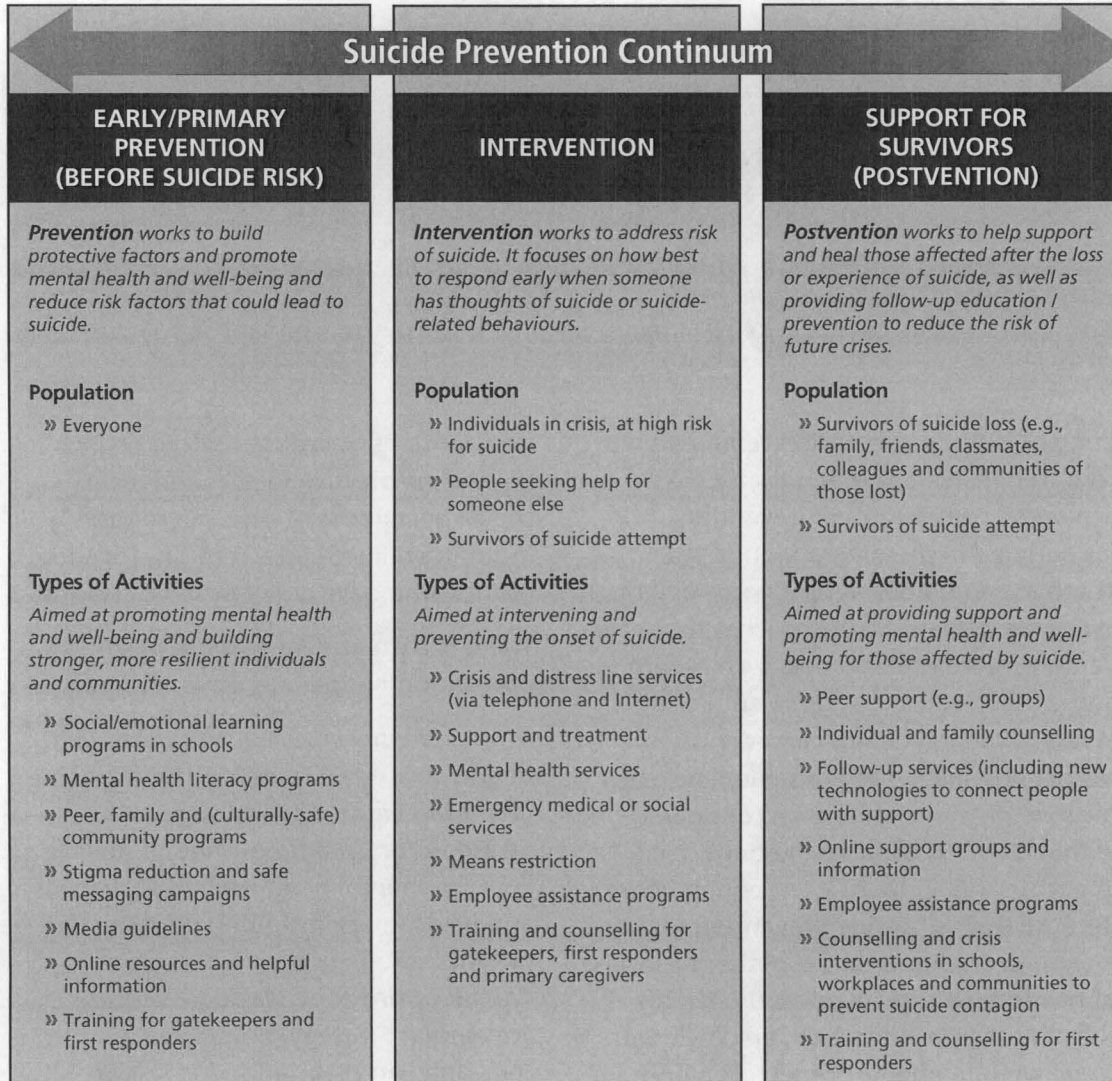 Suicide Prevention Continuum
EARLY/PRIMARY
PREVENTION
(BEFORE SUICIDE RISK)
Prevention works to build
protective factors and promote
mental health and well-being and
reduce risk factors that could lead to
suicide.
Population
» Everyone
Types of Activities
Aimed at promoting mental health
and well-being and building
stronger, more resilient individuals
and communities.
» Social/emotional learning
programs in schools
» Mental health literacy programs
» Peer, family and (culturally-safe)
community programs
» Stigma reduction and safe
messaging campaigns
» Media guidelines
» Online resources and helpful
information
» Training for gatekeepers and
first responders
INTERVENTION
Intervention works to address risk
of suicide. It focuses on how best
to respond early when someone
has thoughts of suicide or suicide-
related behaviours.
Population
» Individuals in crisis, at high risk
for suicide
» People seeking help for
someone else
» Survivors of suicide attempt
Types of Activities
Aimed at intervening and
preventing the onset of suicide.
» Crisis and distress line services
(via telephone and Internet)
» Support and treatment
» Mental health services
» Emergency medical or social
services
» Means restriction
» Employee assistance programs
» Training and counselling for
gatekeepers, first responders
and primary caregivers
SUPPORT FOR
SURVIVORS
(POSTVENTION)
Postvention works to help support
and heal those affected after the loss
or experience of suicide, as well as
providing follow-up education /
prevention to reduce the risk of
future crises.
Population
» Survivors of suicide loss (e.g.,
family, friends, classmates,
colleagues and communities of
those lost)
» Survivors of suicide attempt
Types of Activities
Aimed at providing support and
promoting mental health and well-
being for those affected by suicide.
» Peer support (e.g., groups)
» Individual and family counselling
» Follow-up services (including new
technologies to connect people
with support)
» Online support groups and
information
» Employee assistance programs
» Counselling and crisis
interventions in schools,
workplaces and communities to
prevent suicide contagion
» Training and counselling for first
responders